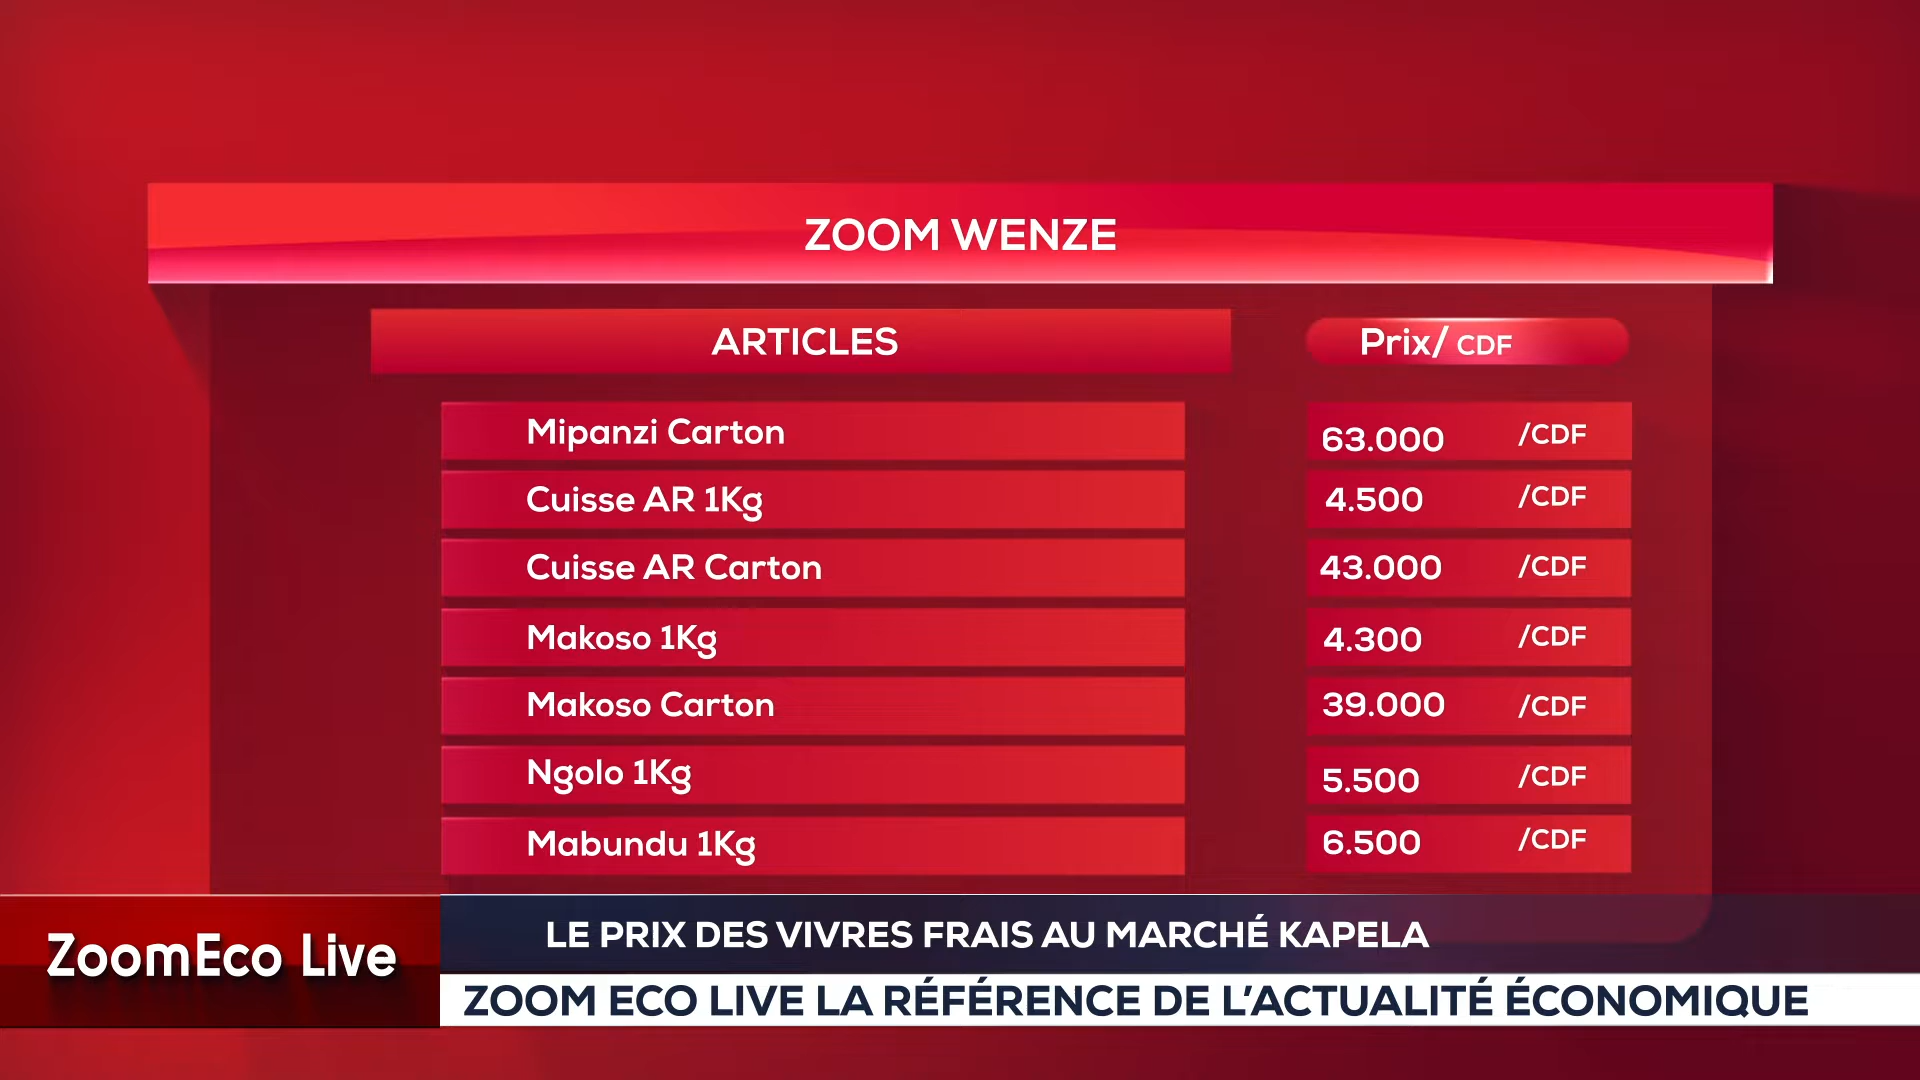 ZOOM WENZE
ARTICLES Prix/ CDF
Mipanzi Carton 63.000 /CDF
Cuisse AR 1Kg 4.500 /CDF
Cuisse AR Carton 43.000 /CDF
Makoso 1Kg 4.300 /CDF
Makoso Carton 39.000 /CDF
Ngolo 1Kg 5.500 /CDF
Mabundu 1Kg 6.500 /CDF
LE PRIX DES VIVRES FRAIS AU MARCHÉ KAPELA
ZoomEco Live
ZOOM ECO LIVE LA RÉFÉRENCE DE L'ACTUALITÉ ÉCONOMIQUE